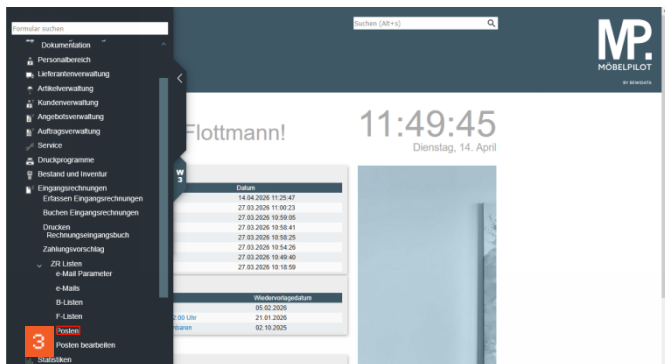 Formular suchen
Suchen (Alt+s)
MP.
MÖBELPILOT
Dokumentation
Personalbereich
Lieferantenverwaltung
Artikelverwaltung
Kundenverwaltung
Angebotsverwaltung
Auftragsverwaltung
Service
Druckprogramme
Bestand und Inventur
Eingangsrechnungen
Erfassen Eingangsrechnungen
Buchen Eingangsrechnungen
Drucken
Rechnungseingangsbuch
Zahlungsvorschlag
ZR Listen
e-Mail Parameter
e-Mails
B-Listen
F-Listen
3
Posten
Posten bearbeiten
Statistiken
W
3
Flottmann!
11:49:45
Dienstag, 14. April
Datum
14.04.2026 11:25:47
27.03.2026 11:00:23
27.03.2026 10:59:05
27.03.2026 10:58:41
27.03.2026 10:58:25
27.03.2026 10:54:26
27.03.2026 10:49:40
27.03.2026 10:18:59
Wiedervorlagedatum
05.02.2026
2:00 Uhr 21.01.2026
nbaren 02.10.2025